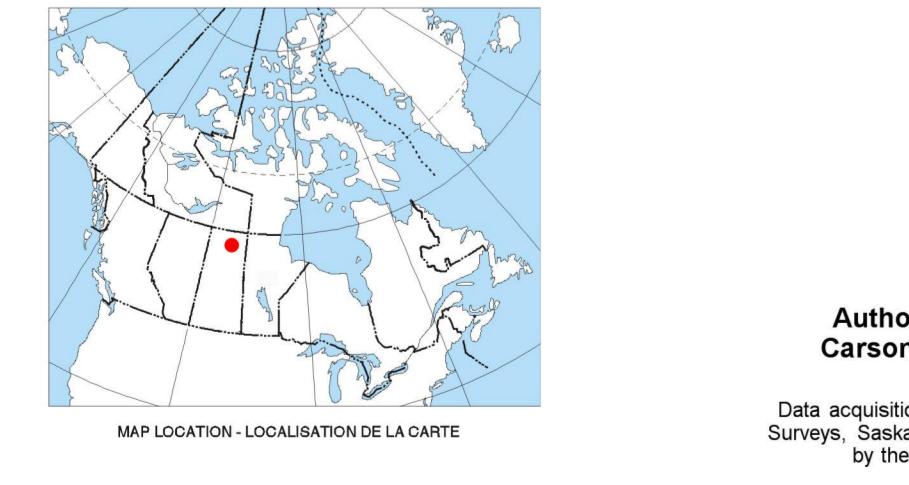 MAP LOCATION - LOCALISATION DE LA CARTE
Autho
Carson
Data acquisitio
Surveys, Saska
by the